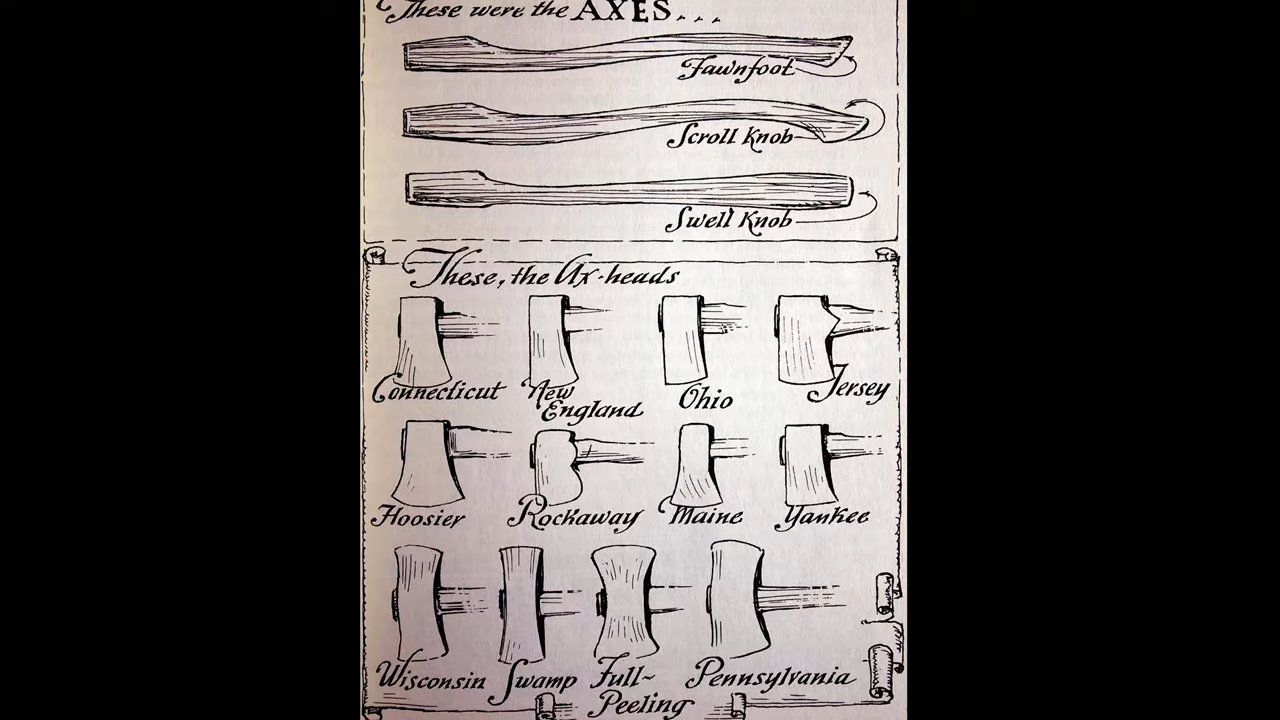 These were the AXES...
Fawnfoot
Scroll Knob
Swell Knob
These, the Ax-heads
Connecticut New England Ohio Jersey
Hoosier Rockaway Maine Yankee
Wisconsin Swamp Full-Peeling Pennsylvania